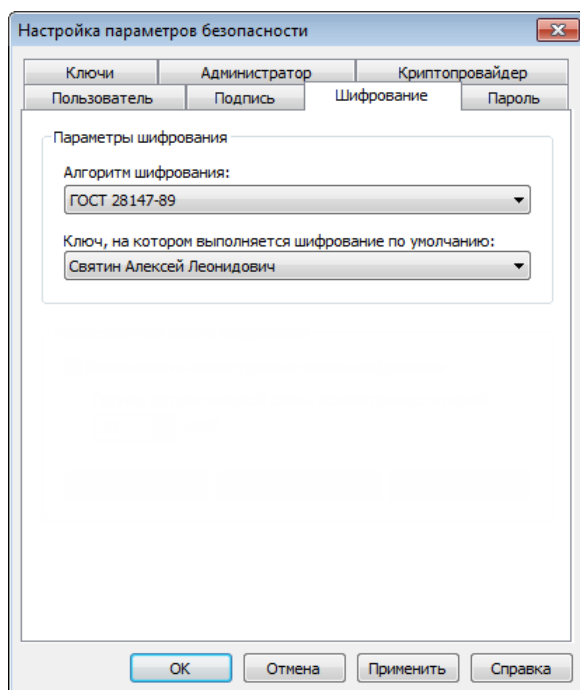 Настройка параметров безопасности
Ключи Администратор Криптопровайдер
Пользователь Подпись Шифрование Пароль
Параметры шифрования
Алгоритм шифрования:
ГОСТ 28147-89
Ключ, на котором выполняется шифрование по умолчанию:
Святин Алексей Леонидович
ОК Отмена Применить Справка